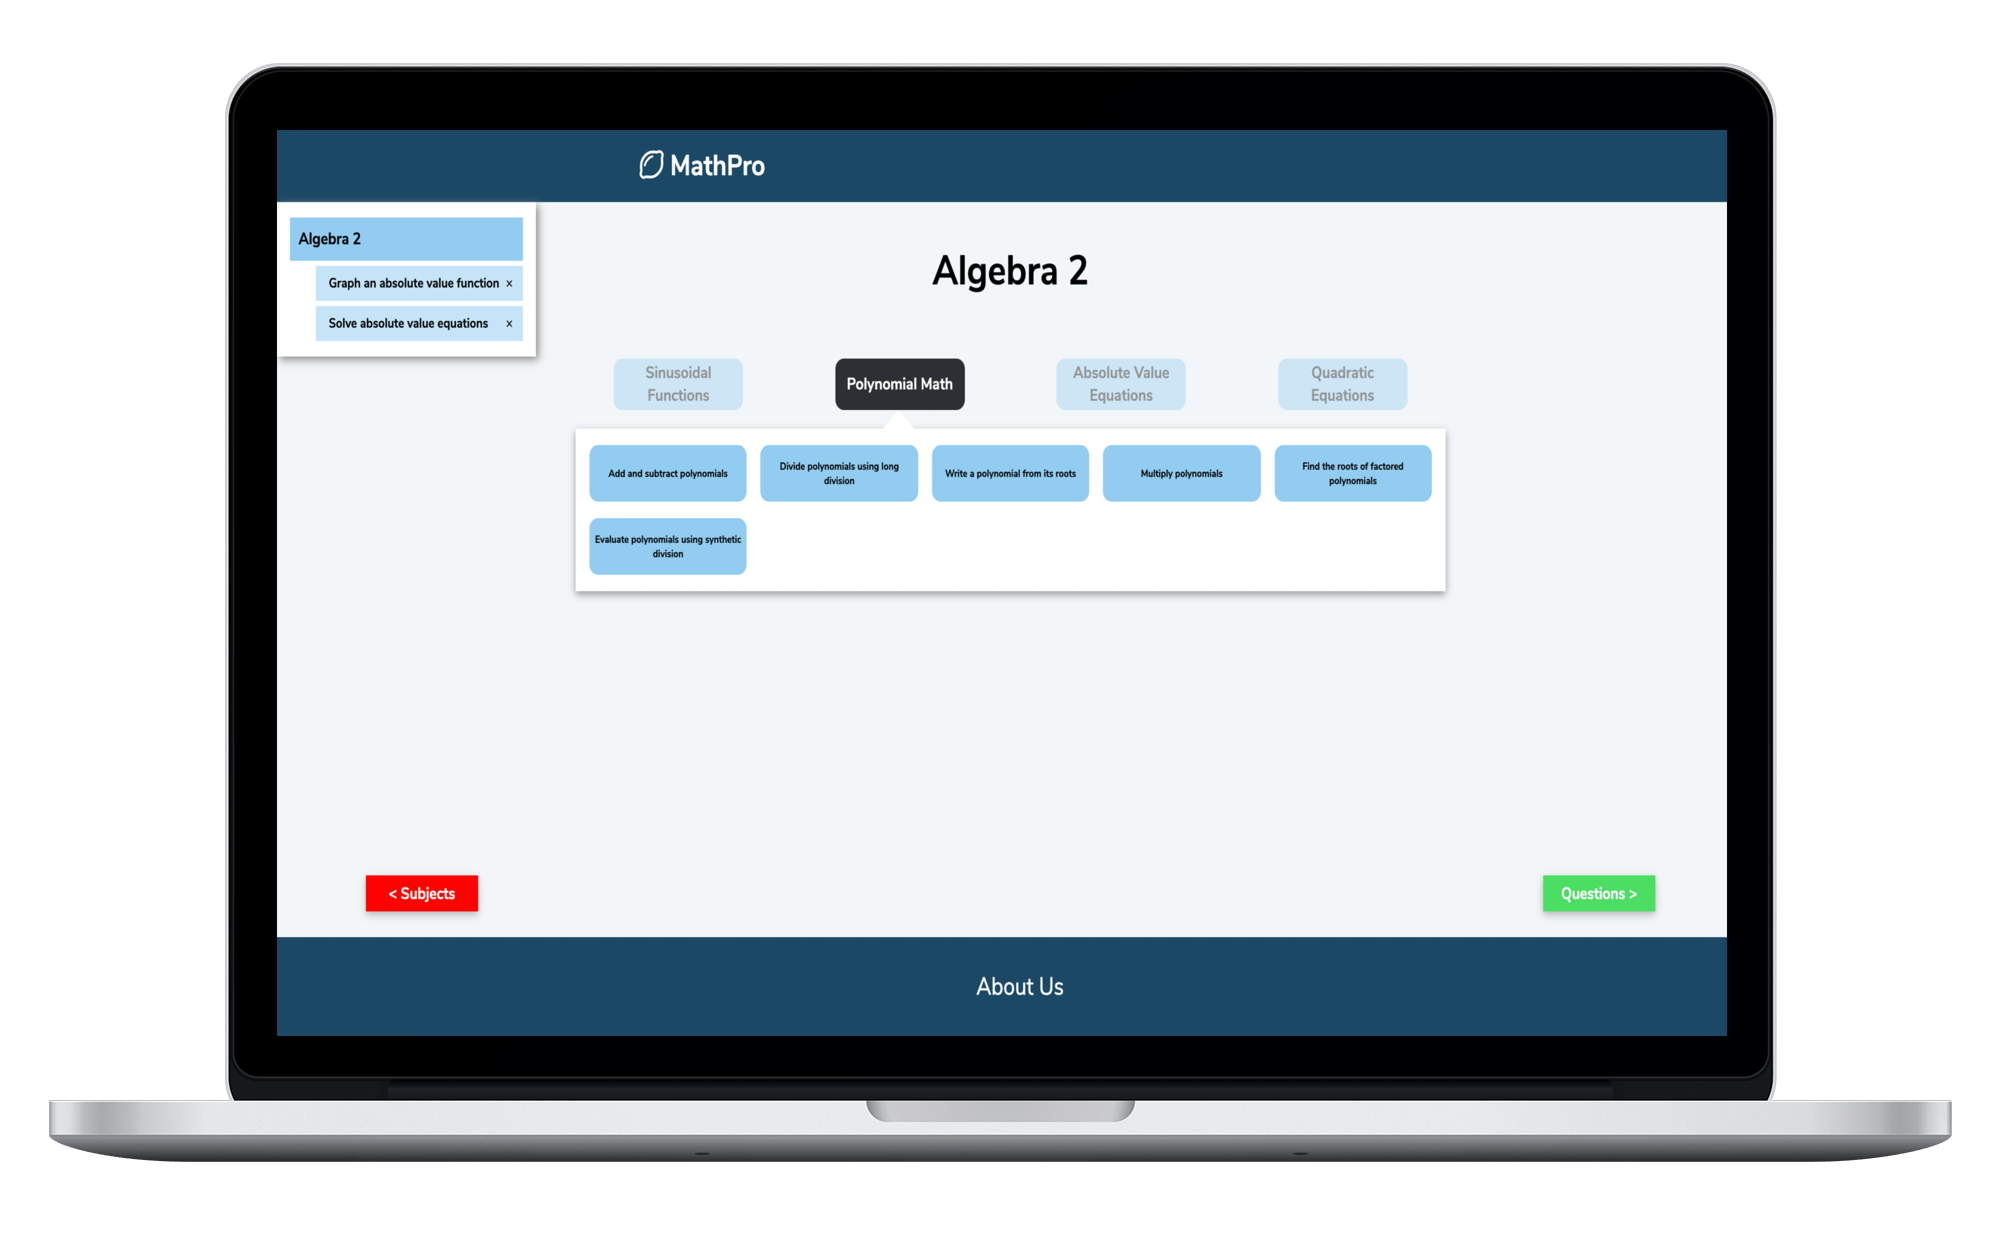 MathPro
Algebra 2
Graph an absolute value function ×
Solve absolute value equations ×
Algebra 2
Sinusoidal
Functions
Polynomial Math
Absolute Value
Equations
Quadratic
Equations
Add and subtract polynomials
Divide polynomials using long
division
Write a polynomial from its roots
Multiply polynomials
Find the roots of factored
polynomials
Evaluate polynomials using synthetic
division
< Subjects
Questions >
About Us